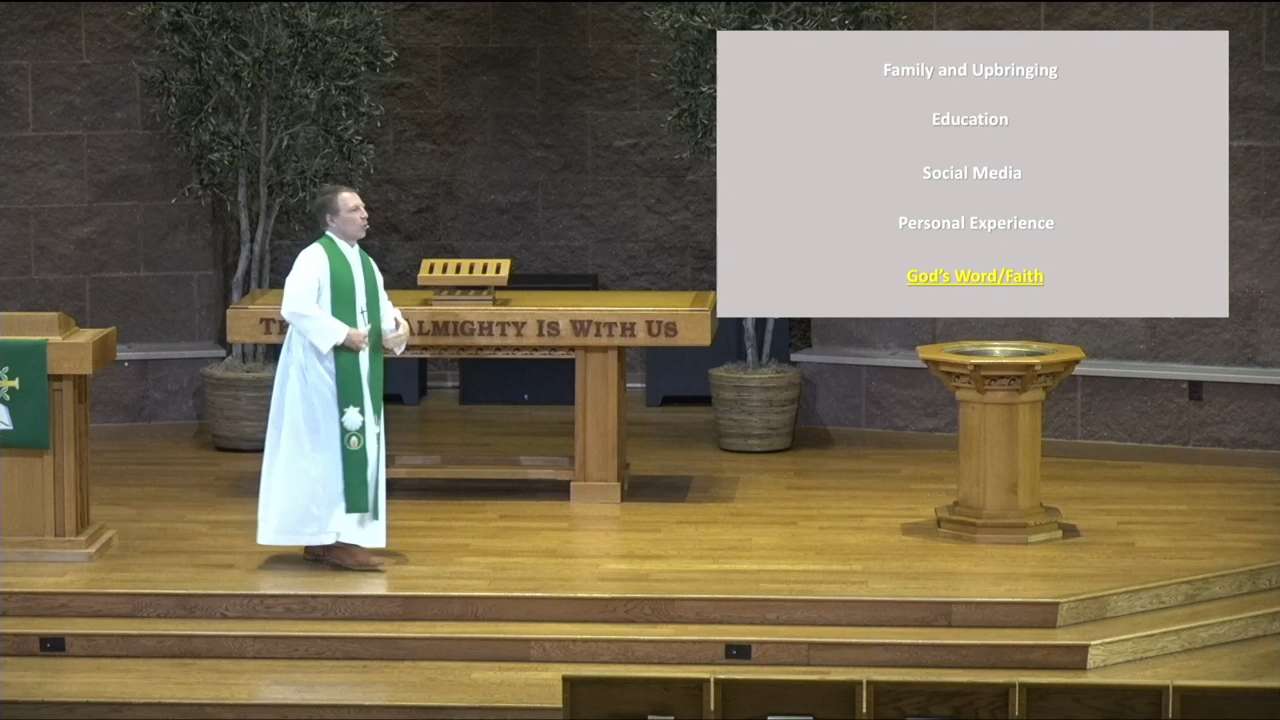 Family and Upbringing
Education
Social Media
Personal Experience
God's Word/Faith
ALMIGHTY IS WITH US